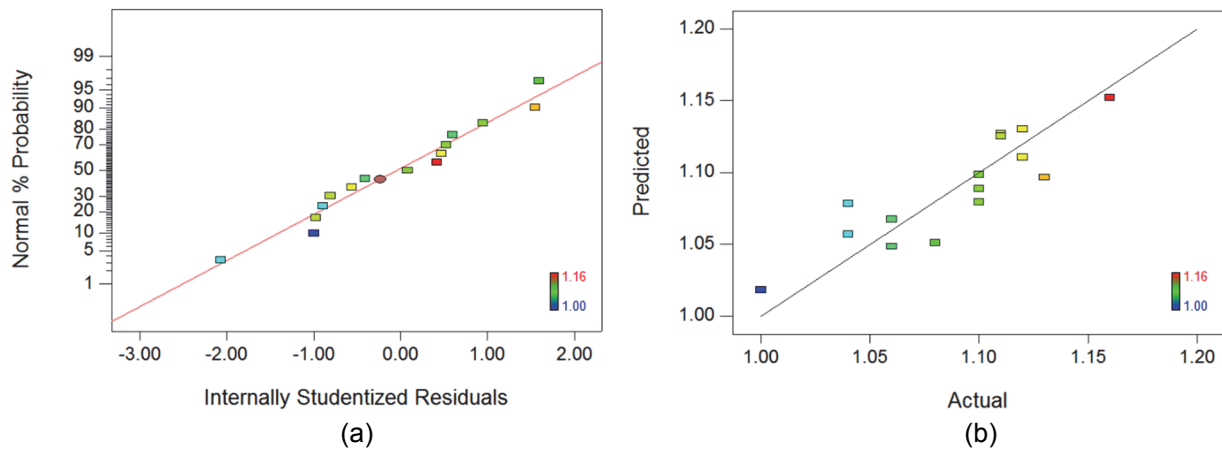 Normal % Probability
99
95
90
80
70
50
30
20
10
5
1
-3.00 -2.00 -1.00 0.00 1.00 2.00
Internally Studentized Residuals
1.16
1.00
(a)
Predicted
1.20
1.15
1.10
1.05
1.00
1.00 1.05 1.10 1.15 1.20
Actual
1.16
1.00
(b)